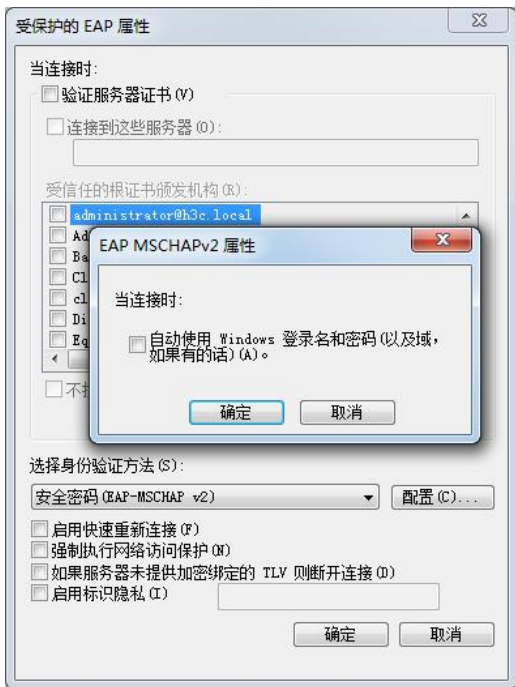 受保护的 EAP 属性
当连接时:
验证服务器证书(V)
连接到这些服务器(O):
受信任的根证书颁发机构(R):
administrator@h3c.local
Ad
Ba
Cl
cl
Di
Eq
EAP MSCHAPv2 属性
当连接时:
自动使用 Windows 登录名和密码(以及域,
如果有的话)(A)。
确定 取消
选择身份验证方法(S):
安全密码(EAP-MSCHAP v2) 配置(C)...
启用快速重新连接(F)
强制执行网络访问保护(N)
如果服务器未提供加密绑定的 TLV 则断开连接(D)
启用标识隐私(I)
确定 取消